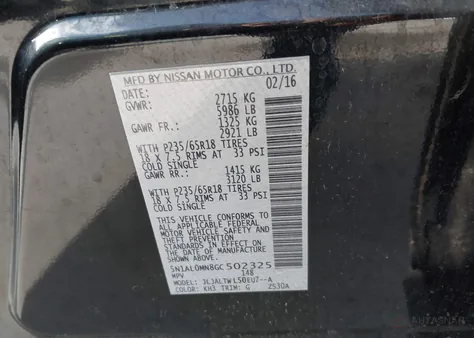 MFD BY NISSAN MOTOR CO., LTD.
DATE: 02/16
GVWR: 2715 KG
5986 LB
GAWR FR: 1325 KG
2921 LB
WITH P235/65R18 TIRES
18 X 7.5 RIMS AT 33 PSI
COLD SINGLE
GAWR RR: 1415 KG
3120 LB
WITH P235/65R18 TIRES
18 X 7.5 RIMS AT 33 PSI
COLD SINGLE
THIS VEHICLE CONFORMS TO
ALL APPLICABLE FEDERAL
MOTOR VEHICLE SAFETY
AND THEFT PREVENTION
STANDARDS IN EFFECT ON
THE DATE OF MANUFACTURE
SHOWN ABOVE.
5N1AL0MN8GC502325
MPV 148
MODEL:
COLOR: KH3 TRIM: G 2530A